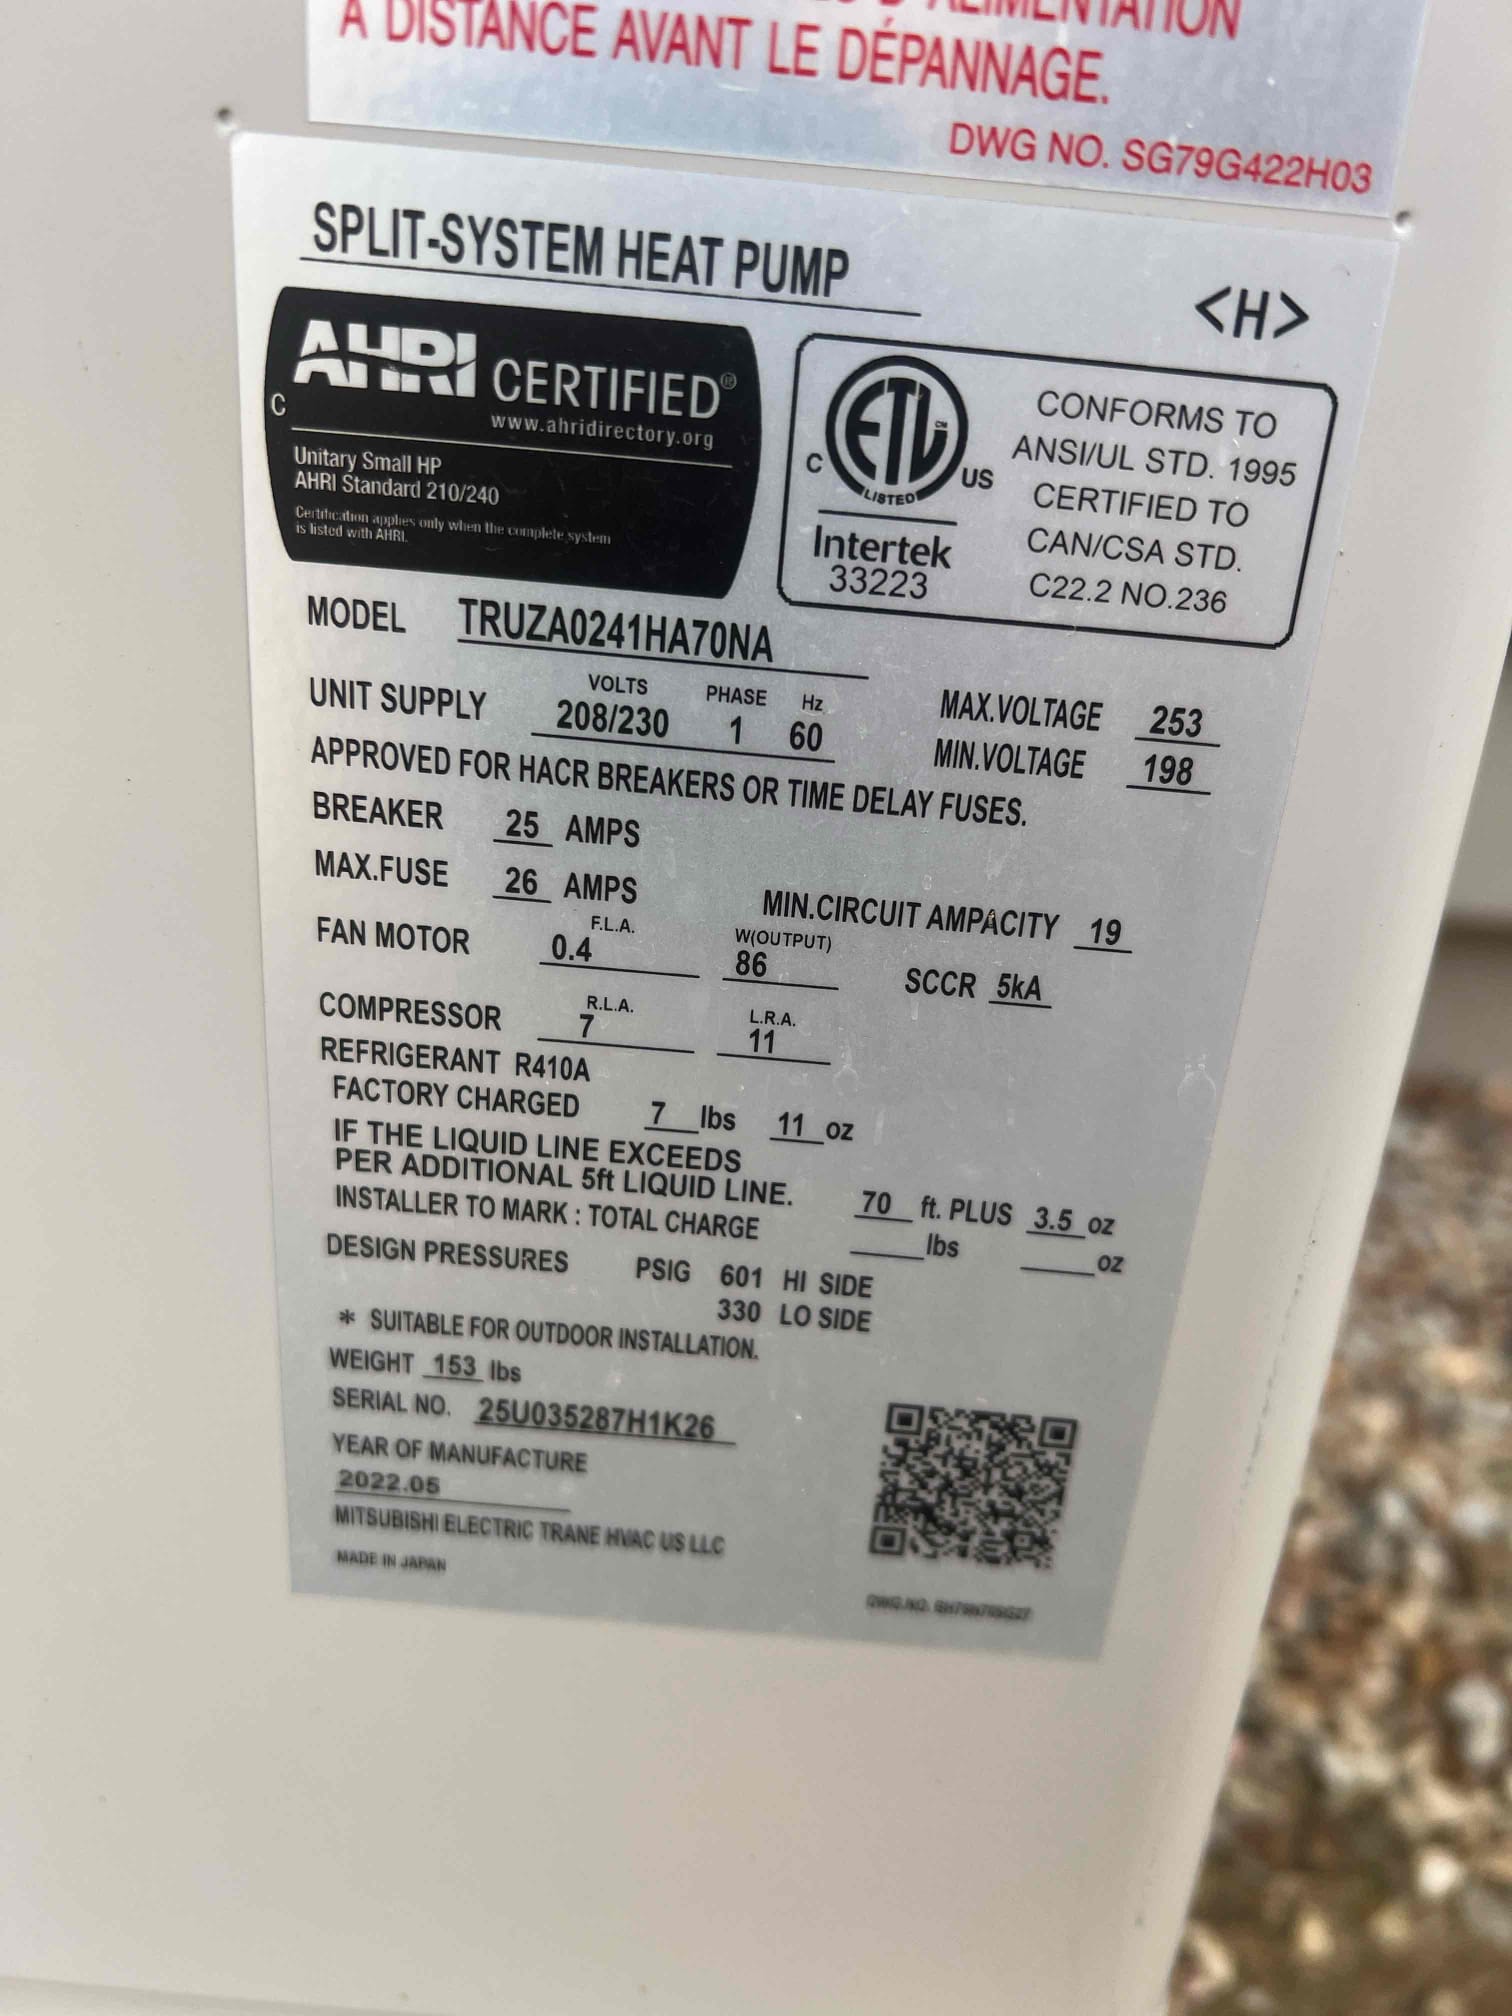 D'ALIMENTATION
À DISTANCE AVANT LE DÉPANNAGE.
DWG NO. SG79G422H03
SPLIT-SYSTEM HEAT PUMP
<H>
AHRI CERTIFIED®
www.ahridirectory.org
C
Unitary Small HP
AHRI Standard 210/240
Certification applies only when the complete system
is listed with AHRI.
C ETL CM US
LISTED
Intertek
33223
CONFORMS TO
ANSI/UL STD. 1995
CERTIFIED TO
CAN/CSA STD.
C22.2 NO.236
MODEL TRUZA0241HA70NA
VOLTS PHASE Hz
UNIT SUPPLY 208/230 1 60
MAX.VOLTAGE 253
MIN.VOLTAGE 198
APPROVED FOR HACR BREAKERS OR TIME DELAY FUSES.
BREAKER 25 AMPS
MAX.FUSE 26 AMPS
MIN.CIRCUIT AMPACITY 19
F.L.A. W(OUTPUT)
FAN MOTOR 0.4 86
SCCR 5kA
R.L.A. L.R.A.
COMPRESSOR 7 11
REFRIGERANT R410A
FACTORY CHARGED 7 lbs 11 oz
IF THE LIQUID LINE EXCEEDS
PER ADDITIONAL 5ft LIQUID LINE. 70 ft. PLUS 3.5 oz
INSTALLER TO MARK : TOTAL CHARGE lbs oz
DESIGN PRESSURES PSIG 601 HI SIDE
330 LO SIDE
* SUITABLE FOR OUTDOOR INSTALLATION.
WEIGHT 153 lbs
SERIAL NO. 25U035287H1K26
YEAR OF MANUFACTURE
2022.05
MITSUBISHI ELECTRIC TRANE HVAC US LLC
MADE IN JAPAN
DWG.NO.